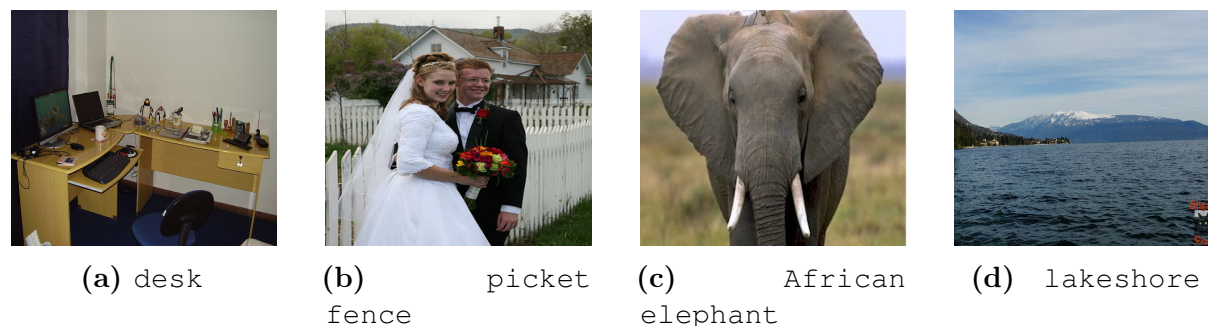 (a) desk
(b) picket
fence
(c) African
elephant
(d) lakeshore